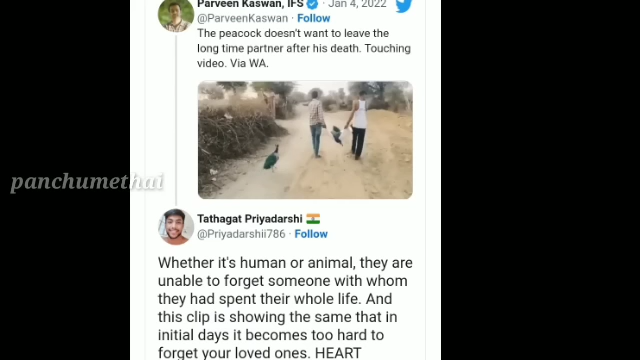 Parveen Kaswan, IFS · Jan 4, 2022
@ParveenKaswan · Follow
The peacock doesn't want to leave the
long time partner after his death. Touching
video. Via WA.
panchumethai
Tathagat Priyadarshi
@Priyadarshii786 · Follow
Whether it's human or animal, they are
unable to forget someone with whom
they had spent their whole life. And
this clip is showing the same that in
initial days it becomes too hard to
forget your loved ones. HEART